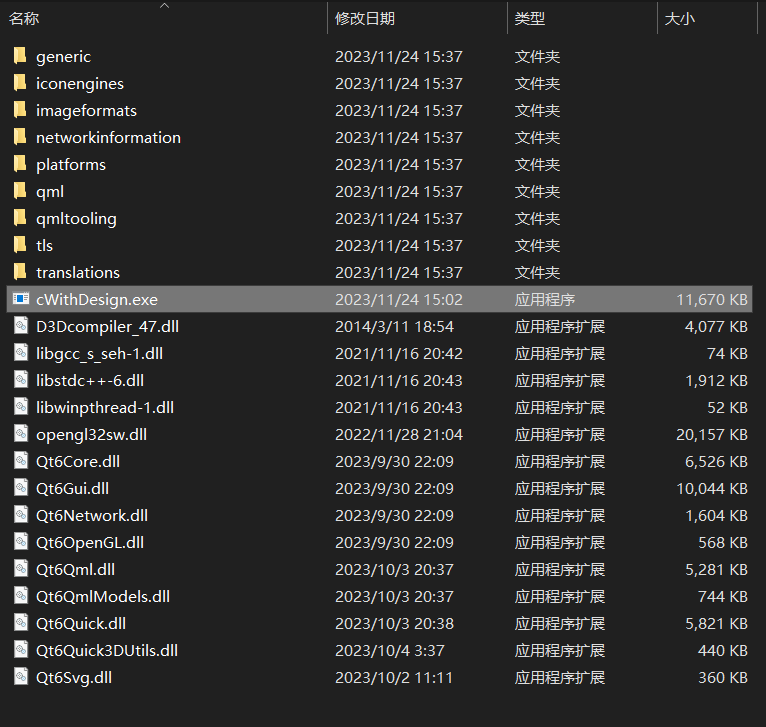 名称 修改日期 类型 大小
generic 2023/11/24 15:37 文件夹
iconengines 2023/11/24 15:37 文件夹
imageformats 2023/11/24 15:37 文件夹
networkinformation 2023/11/24 15:37 文件夹
platforms 2023/11/24 15:37 文件夹
qml 2023/11/24 15:37 文件夹
qmltooling 2023/11/24 15:37 文件夹
tls 2023/11/24 15:37 文件夹
translations 2023/11/24 15:37 文件夹
cWithDesign.exe 2023/11/24 15:02 应用程序 11,670 KB
D3Dcompiler_47.dll 2014/3/11 18:54 应用程序扩展 4,077 KB
libgcc_s_seh-1.dll 2021/11/16 20:42 应用程序扩展 74 KB
libstdc++-6.dll 2021/11/16 20:43 应用程序扩展 1,912 KB
libwinpthread-1.dll 2021/11/16 20:43 应用程序扩展 52 KB
opengl32sw.dll 2022/11/28 21:04 应用程序扩展 20,157 KB
Qt6Core.dll 2023/9/30 22:09 应用程序扩展 6,526 KB
Qt6Gui.dll 2023/9/30 22:09 应用程序扩展 10,044 KB
Qt6Network.dll 2023/9/30 22:09 应用程序扩展 1,604 KB
Qt6OpenGL.dll 2023/9/30 22:09 应用程序扩展 568 KB
Qt6Qml.dll 2023/10/3 20:37 应用程序扩展 5,281 KB
Qt6QmlModels.dll 2023/10/3 20:37 应用程序扩展 744 KB
Qt6Quick.dll 2023/10/3 20:38 应用程序扩展 5,821 KB
Qt6Quick3DUtils.dll 2023/10/4 3:37 应用程序扩展 440 KB
Qt6Svg.dll 2023/10/2 11:11 应用程序扩展 360 KB